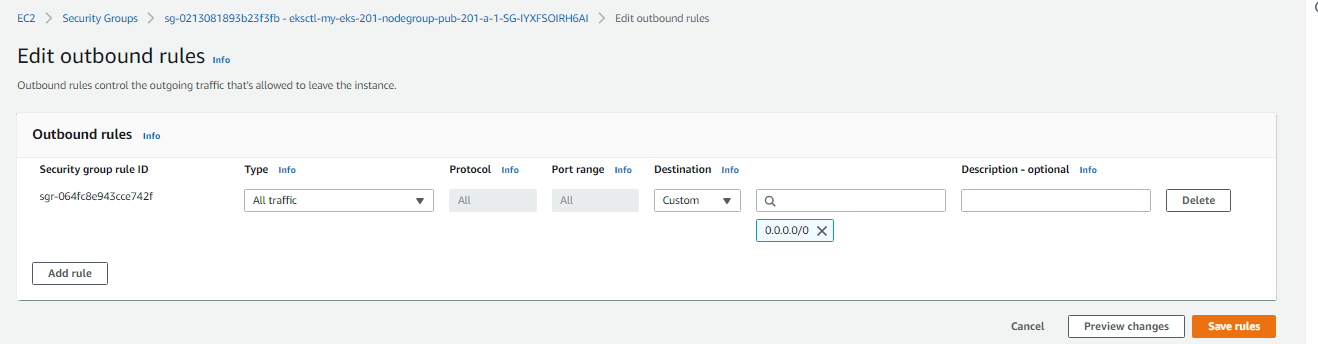 EC2 > Security Groups > sg-0213081893b23f3fb - eksctl-my-eks-201-nodegroup-pub-201-a-1-SG-IYXFSOIRH6AI > Edit outbound rules
Edit outbound rules Info
Outbound rules control the outgoing traffic that's allowed to leave the instance.
Outbound rules Info
Security group rule ID Type Info Protocol Info Port range Info Destination Info Description - optional Info
sgr-064fc8e943cce742f All traffic All All Custom Delete
0.0.0.0/0
Add rule
Cancel Preview changes Save rules